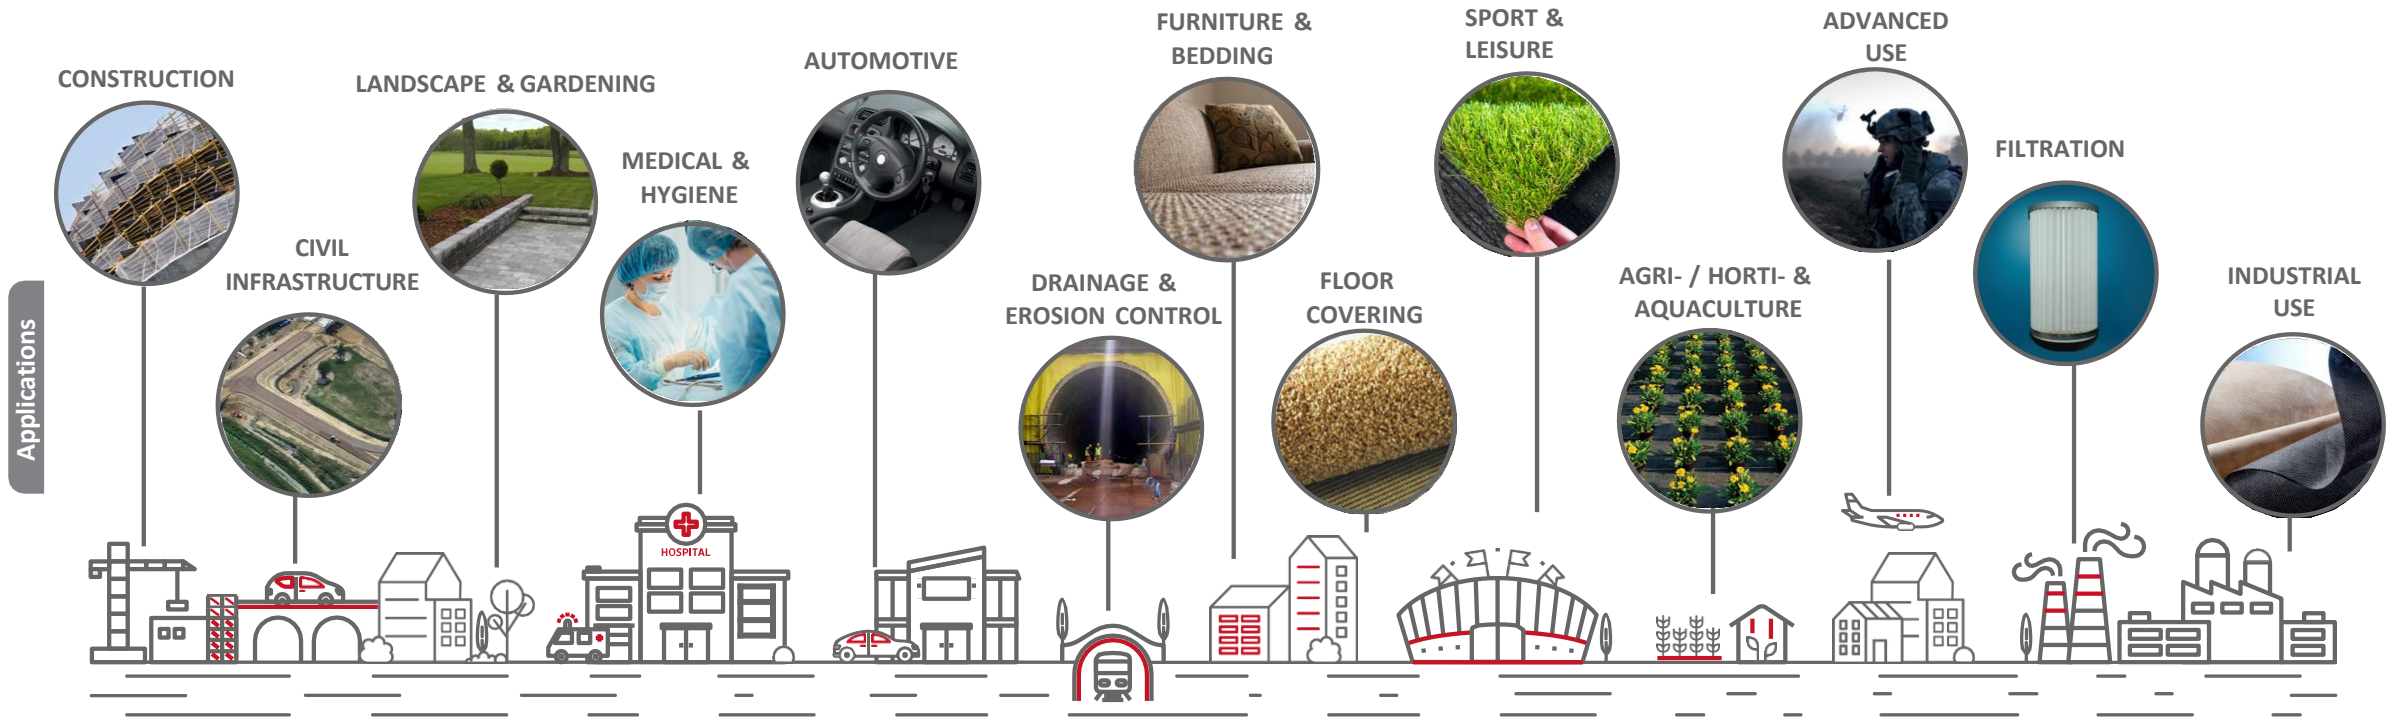 Applications
CONSTRUCTION
CIVIL
INFRASTRUCTURE
LANDSCAPE & GARDENING
MEDICAL &
HYGIENE
AUTOMOTIVE
DRAINAGE &
EROSION CONTROL
FURNITURE &
BEDDING
FLOOR
COVERING
SPORT &
LEISURE
AGRI- / HORTI- &
AQUACULTURE
ADVANCED
USE
FILTRATION
INDUSTRIAL
USE
HOSPITAL